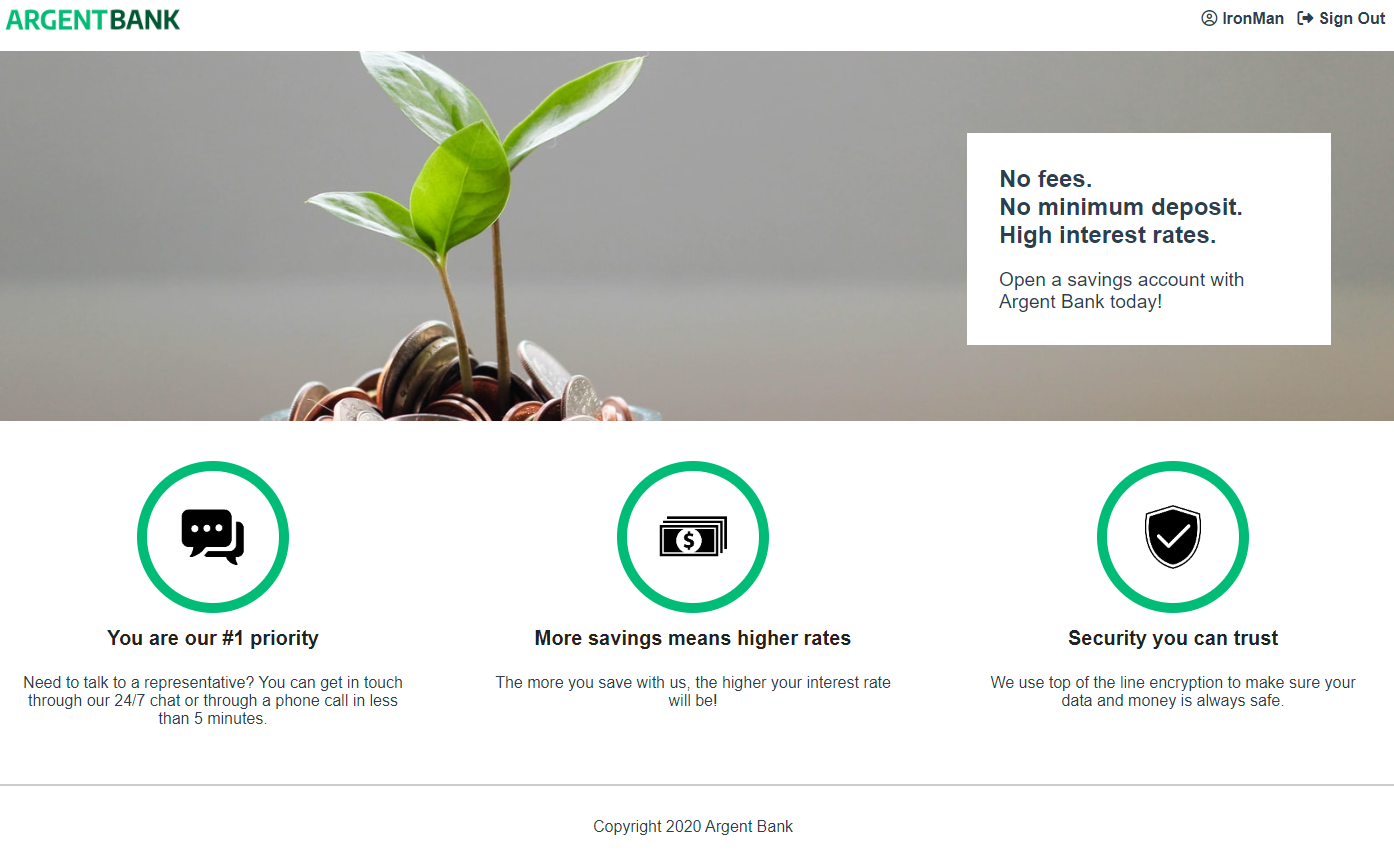 ARGENTBANK
IronMan Sign Out
No fees.
No minimum deposit.
High interest rates.
Open a savings account with
Argent Bank today!
$
You are our #1 priority
Need to talk to a representative? You can get in touch
through our 24/7 chat or through a phone call in less
than 5 minutes.
More savings means higher rates
The more you save with us, the higher your interest rate
will be!
Security you can trust
We use top of the line encryption to make sure your
data and money is always safe.
Copyright 2020 Argent Bank